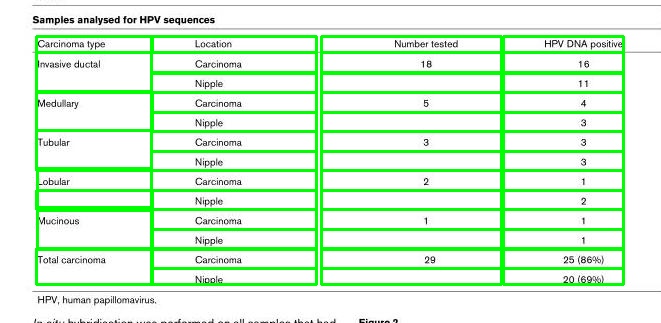 Samples analysed for HPV sequences
Carcinoma type Location Number tested HPV DNA positive
Invasive ductal Carcinoma 18 16
Nipple 11
Medullary Carcinoma 5 4
Nipple 3
Tubular Carcinoma 3 3
Nipple 3
Lobular Carcinoma 2 1
Nipple 2
Mucinous Carcinoma 1 1
Nipple 1
Total carcinoma Carcinoma 29 25 (86%)
Nipple 20 (69%)
HPV, human papillomavirus.
In situ hybridisation was performed on all samples that had
Figure 2